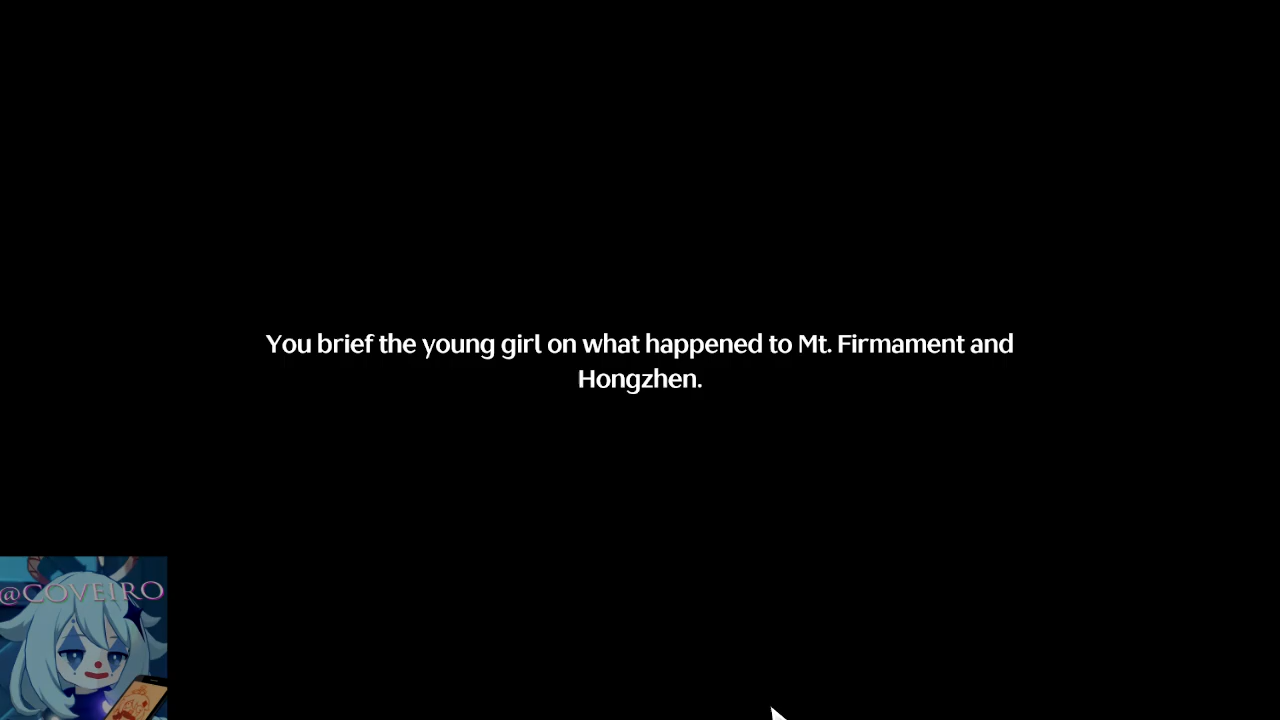 You brief the young girl on what happened to Mt. Firmament and
Hongzhen.
@COVEIRO